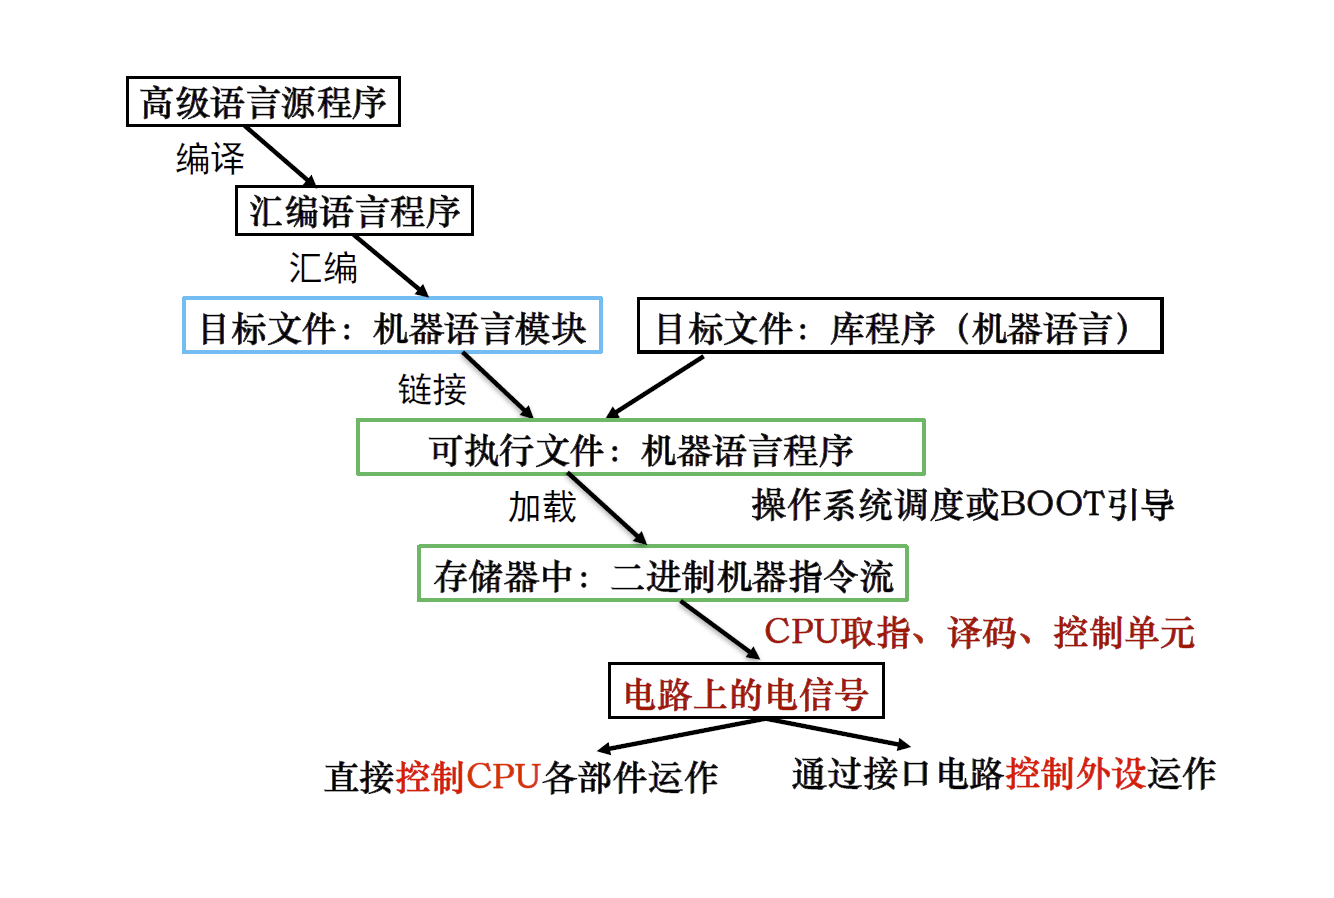 高级语言源程序
编译
汇编语言程序
汇编
目标文件：机器语言模块
目标文件：库程序（机器语言）
链接
可执行文件：机器语言程序
加载
操作系统调度或BOOT引导
存储器中：二进制机器指令流
CPU取指、译码、控制单元
电路上的电信号
直接控制CPU各部件运作
通过接口电路控制外设运作